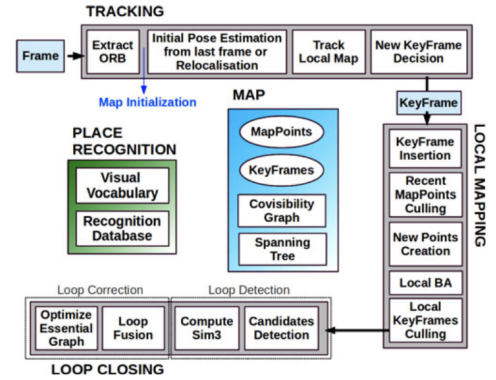 TRACKING
Frame
Extract
ORB
Initial Pose Estimation
from last frame or
Relocalisation
Track
Local Map
New KeyFrame
Decision
Map Initialization
KeyFrame
MAP
MapPoints
KeyFrames
Covisibility
Graph
Spanning
Tree
PLACE
RECOGNITION
Visual
Vocabulary
Recognition
Database
LOCAL MAPPING
KeyFrame
Insertion
Recent
MapPoints
Culling
New Points
Creation
Local BA
Local
KeyFrames
Culling
Loop Correction
Loop Detection
Optimize
Essential
Graph
Loop
Fusion
Compute
Sim3
Candidates
Detection
LOOP CLOSING